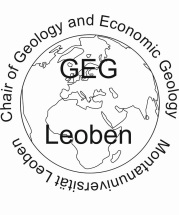 Chair of Geology and Economic Geology
GEG
Leoben
Montanuniversität Leoben